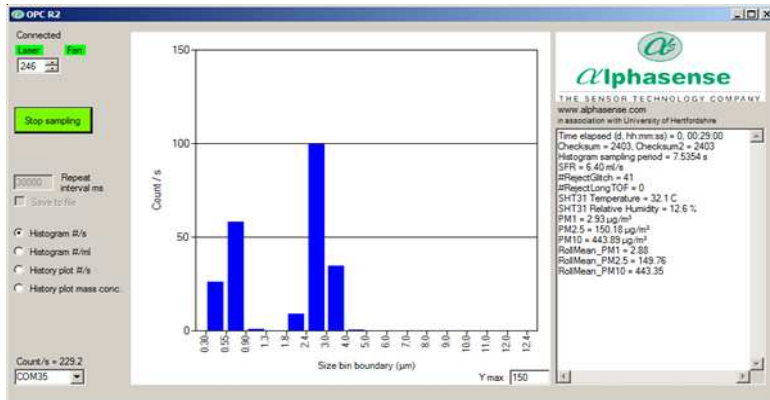 OPC R2
Connected
Laser Fan
246
Stop sampling
30000 Repeat
interval ms
Save to file
Histogram #/s
Histogram #/ml
History plot #/s
History plot mass conc.
Count/s = 229.2
COM35
150
100
50
0
Count / s
0.30 0.55 0.90 1.3 1.8 2.4 3.0 4.0 5.0 6.0 7.0 8.0 9.0 10.0 11.0 12.0 12.4
Size bin boundary (µm)
Y max 150
αs
αlphasense
THE SENSOR TECHNOLOGY COMPANY
www.alphasense.com
in association with University of Hertfordshire
Time elapsed (d, hh:mm:ss) = 0, 00:29:00
Checksum = 2403, Checksum2 = 2403
Histogram sampling period = 7.5354 s
SFR = 6.40 ml/s
#RejectGlitch = 41
#RejectLongTOF = 0
SHT31 Temperature = 32.1 C
SHT31 Relative Humidity = 12.6 %
PM1 = 2.93 µg/m³
PM2.5 = 150.18 µg/m³
PM10 = 443.89 µg/m³
RollMean_PM1 = 2.88
RollMean_PM2.5 = 149.76
RollMean_PM10 = 443.35